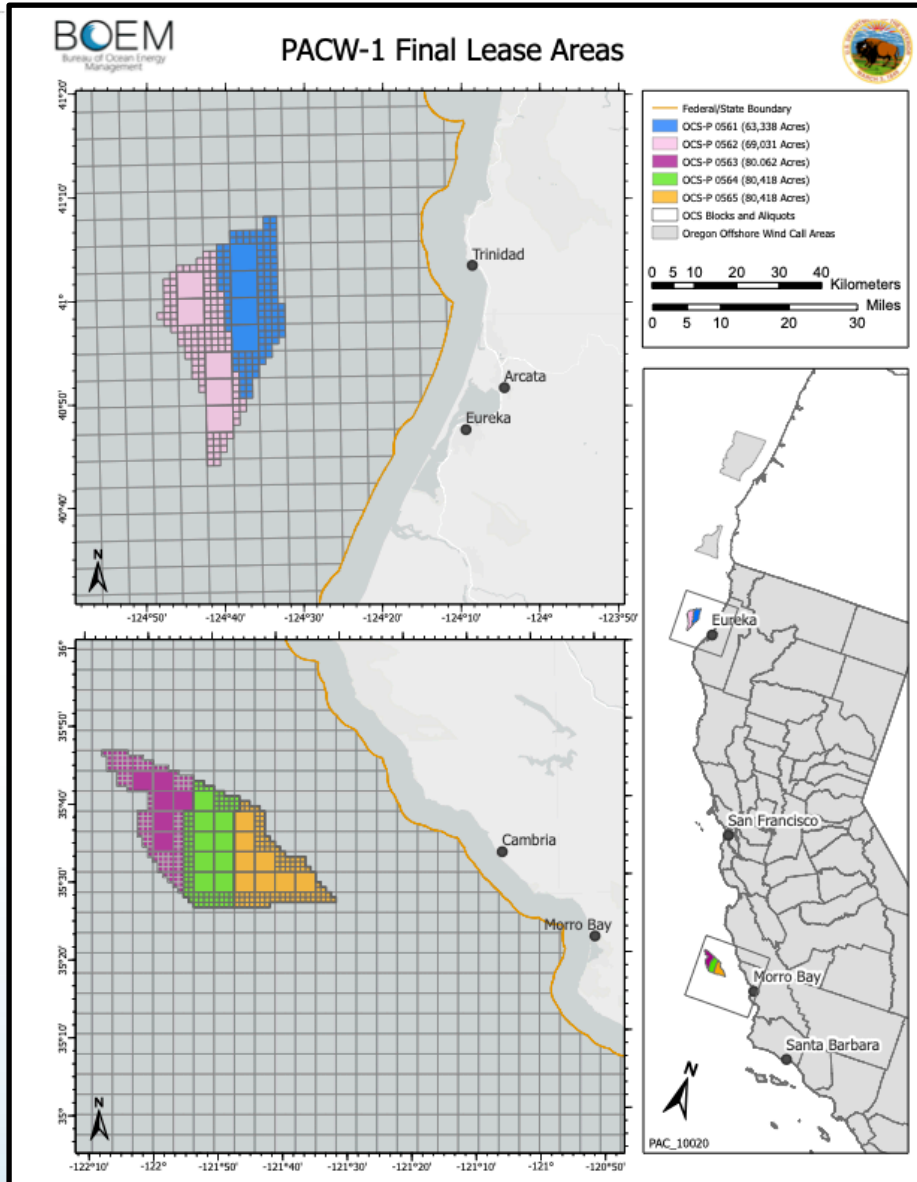 BOEM
Bureau of Ocean Energy
Management
PACW-1 Final Lease Areas
41°20'
41°10'
41°
40°50'
40°40'
Trinidad
Arcata
Eureka
N
-124°50' -124°40' -124°30' -124°20' -124°10' -124° -123°50'
Federal/State Boundary
OCS-P 0561 (63,338 Acres)
OCS-P 0562 (69,031 Acres)
OCS-P 0563 (80.062 Acres)
OCS-P 0564 (80,418 Acres)
OCS-P 0565 (80,418 Acres)
OCS Blocks and Aliquots
Oregon Offshore Wind Call Areas
0 5 10 20 30 40 Kilometers
Miles
0 5 10 20 30
36°
35°50'
35°40'
35°30'
35°20'
35°10'
35°
Cambria
Morro Bay
N
-122°10' -122° -121°50' -121°40' -121°30' -121°20' -121°10' -121° -120°50'
Eureka
San Francisco
Morro Bay
Santa Barbara
N
PAC_10020